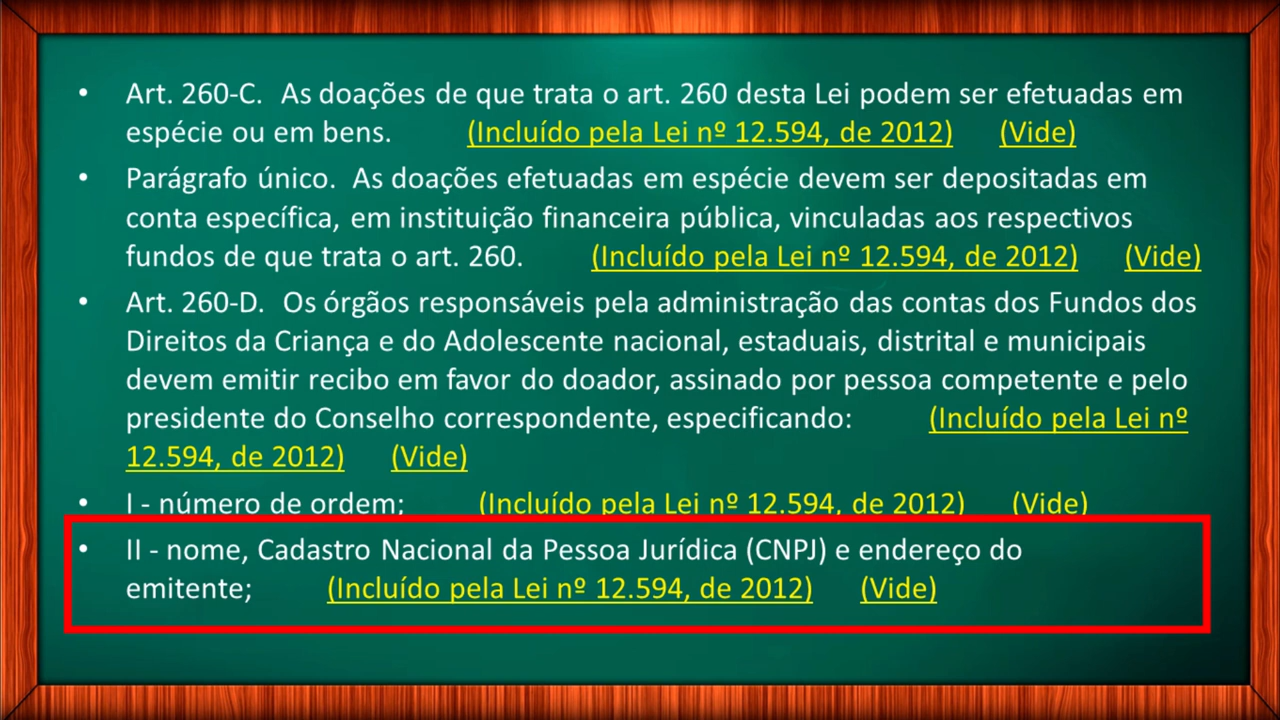 • Art. 260-C. As doações de que trata o art. 260 desta Lei podem ser efetuadas em
espécie ou em bens. (Incluído pela Lei nº 12.594, de 2012) (Vide)
• Parágrafo único. As doações efetuadas em espécie devem ser depositadas em
conta específica, em instituição financeira pública, vinculadas aos respectivos
fundos de que trata o art. 260. (Incluído pela Lei nº 12.594, de 2012) (Vide)
• Art. 260-D. Os órgãos responsáveis pela administração das contas dos Fundos dos
Direitos da Criança e do Adolescente nacional, estaduais, distrital e municipais
devem emitir recibo em favor do doador, assinado por pessoa competente e pelo
presidente do Conselho correspondente, especificando: (Incluído pela Lei nº
12.594, de 2012) (Vide)
• I - número de ordem; (Incluído pela Lei nº 12.594, de 2012) (Vide)
• II - nome, Cadastro Nacional da Pessoa Jurídica (CNPJ) e endereço do
emitente; (Incluído pela Lei nº 12.594, de 2012) (Vide)